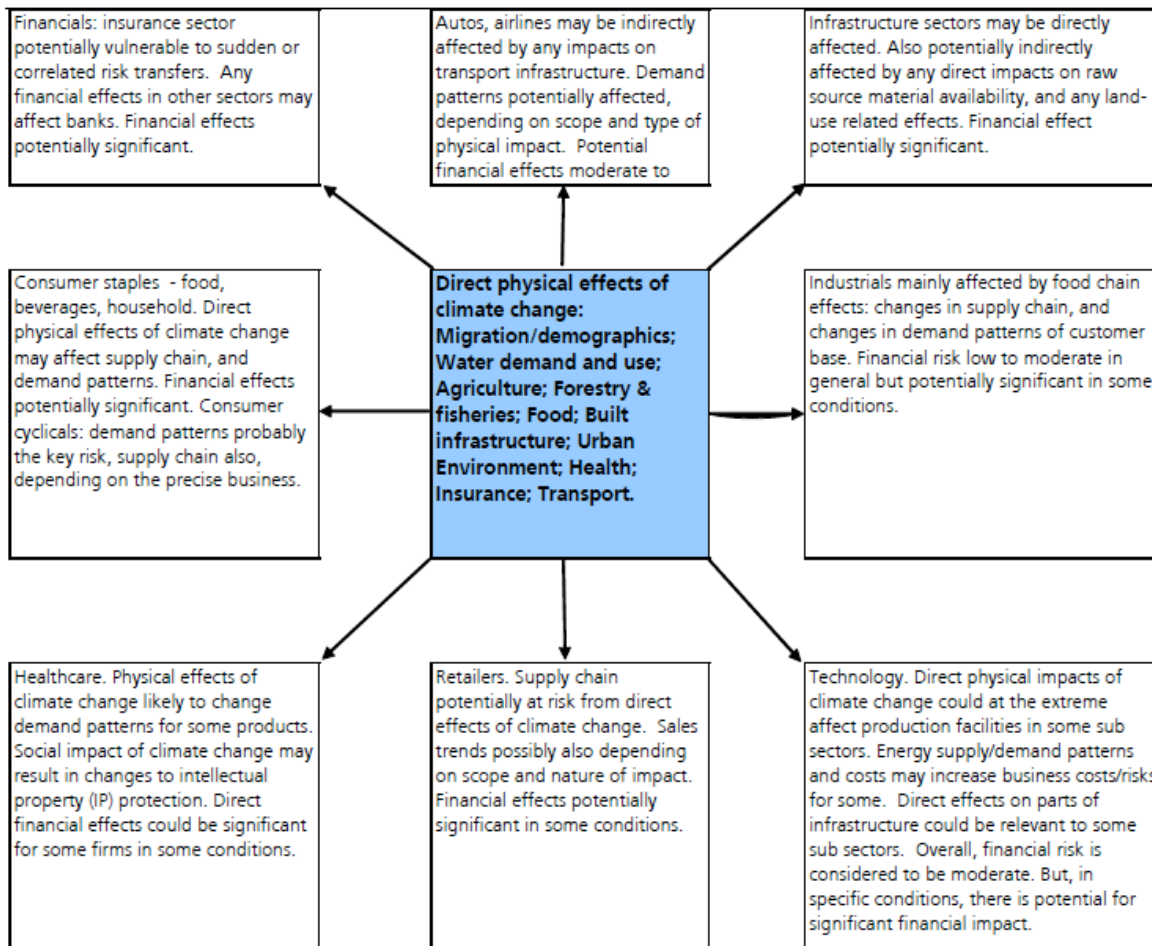 Financials: insurance sector
potentially vulnerable to sudden or
correlated risk transfers.  Any
financial effects in other sectors may
affect banks. Financial effects
potentially significant.
Autos, airlines may be indirectly
affected by any impacts on
transport infrastructure. Demand
patterns potentially affected,
depending on scope and type of
physical impact.  Potential
financial effects moderate to
Infrastructure sectors may be directly
affected. Also potentially indirectly
affected by any direct impacts on raw
source material availability, and any land-
use related effects. Financial effect
potentially significant.
Consumer staples  - food,
beverages, household. Direct
physical effects of climate change
may affect supply chain, and
demand patterns. Financial effects
potentially significant. Consumer
cyclicals: demand patterns probably
the key risk, supply chain also,
depending on the precise business.
Direct physical effects of
climate change:
Migration/demographics;
Water demand and use;
Agriculture; Forestry &
fisheries; Food; Built
infrastructure; Urban
Environment; Health;
Insurance; Transport.
Industrials mainly affected by food chain
effects: changes in supply chain, and
changes in demand patterns of customer
base. Financial risk low to moderate in
general but potentially significant in some
conditions.
Healthcare. Physical effects of
climate change likely to change
demand patterns for some products.
Social impact of climate change may
result in changes to intellectual
property (IP) protection. Direct
financial effects could be significant
for some firms in some conditions.
Retailers. Supply chain
potentially at risk from direct
effects of climate change.  Sales
trends possibly also depending
on scope and nature of impact.
Financial effects potentially
significant in some conditions.
Technology. Direct physical impacts of
climate change could at the extreme
affect production facilities in some sub
sectors. Energy supply/demand patterns
and costs may increase business costs/risks
for some.  Direct effects on parts of
infrastructure could be relevant to some
sub sectors.  Overall, financial risk is
considered to be moderate. But, in
specific conditions, there is potential for
significant financial impact.